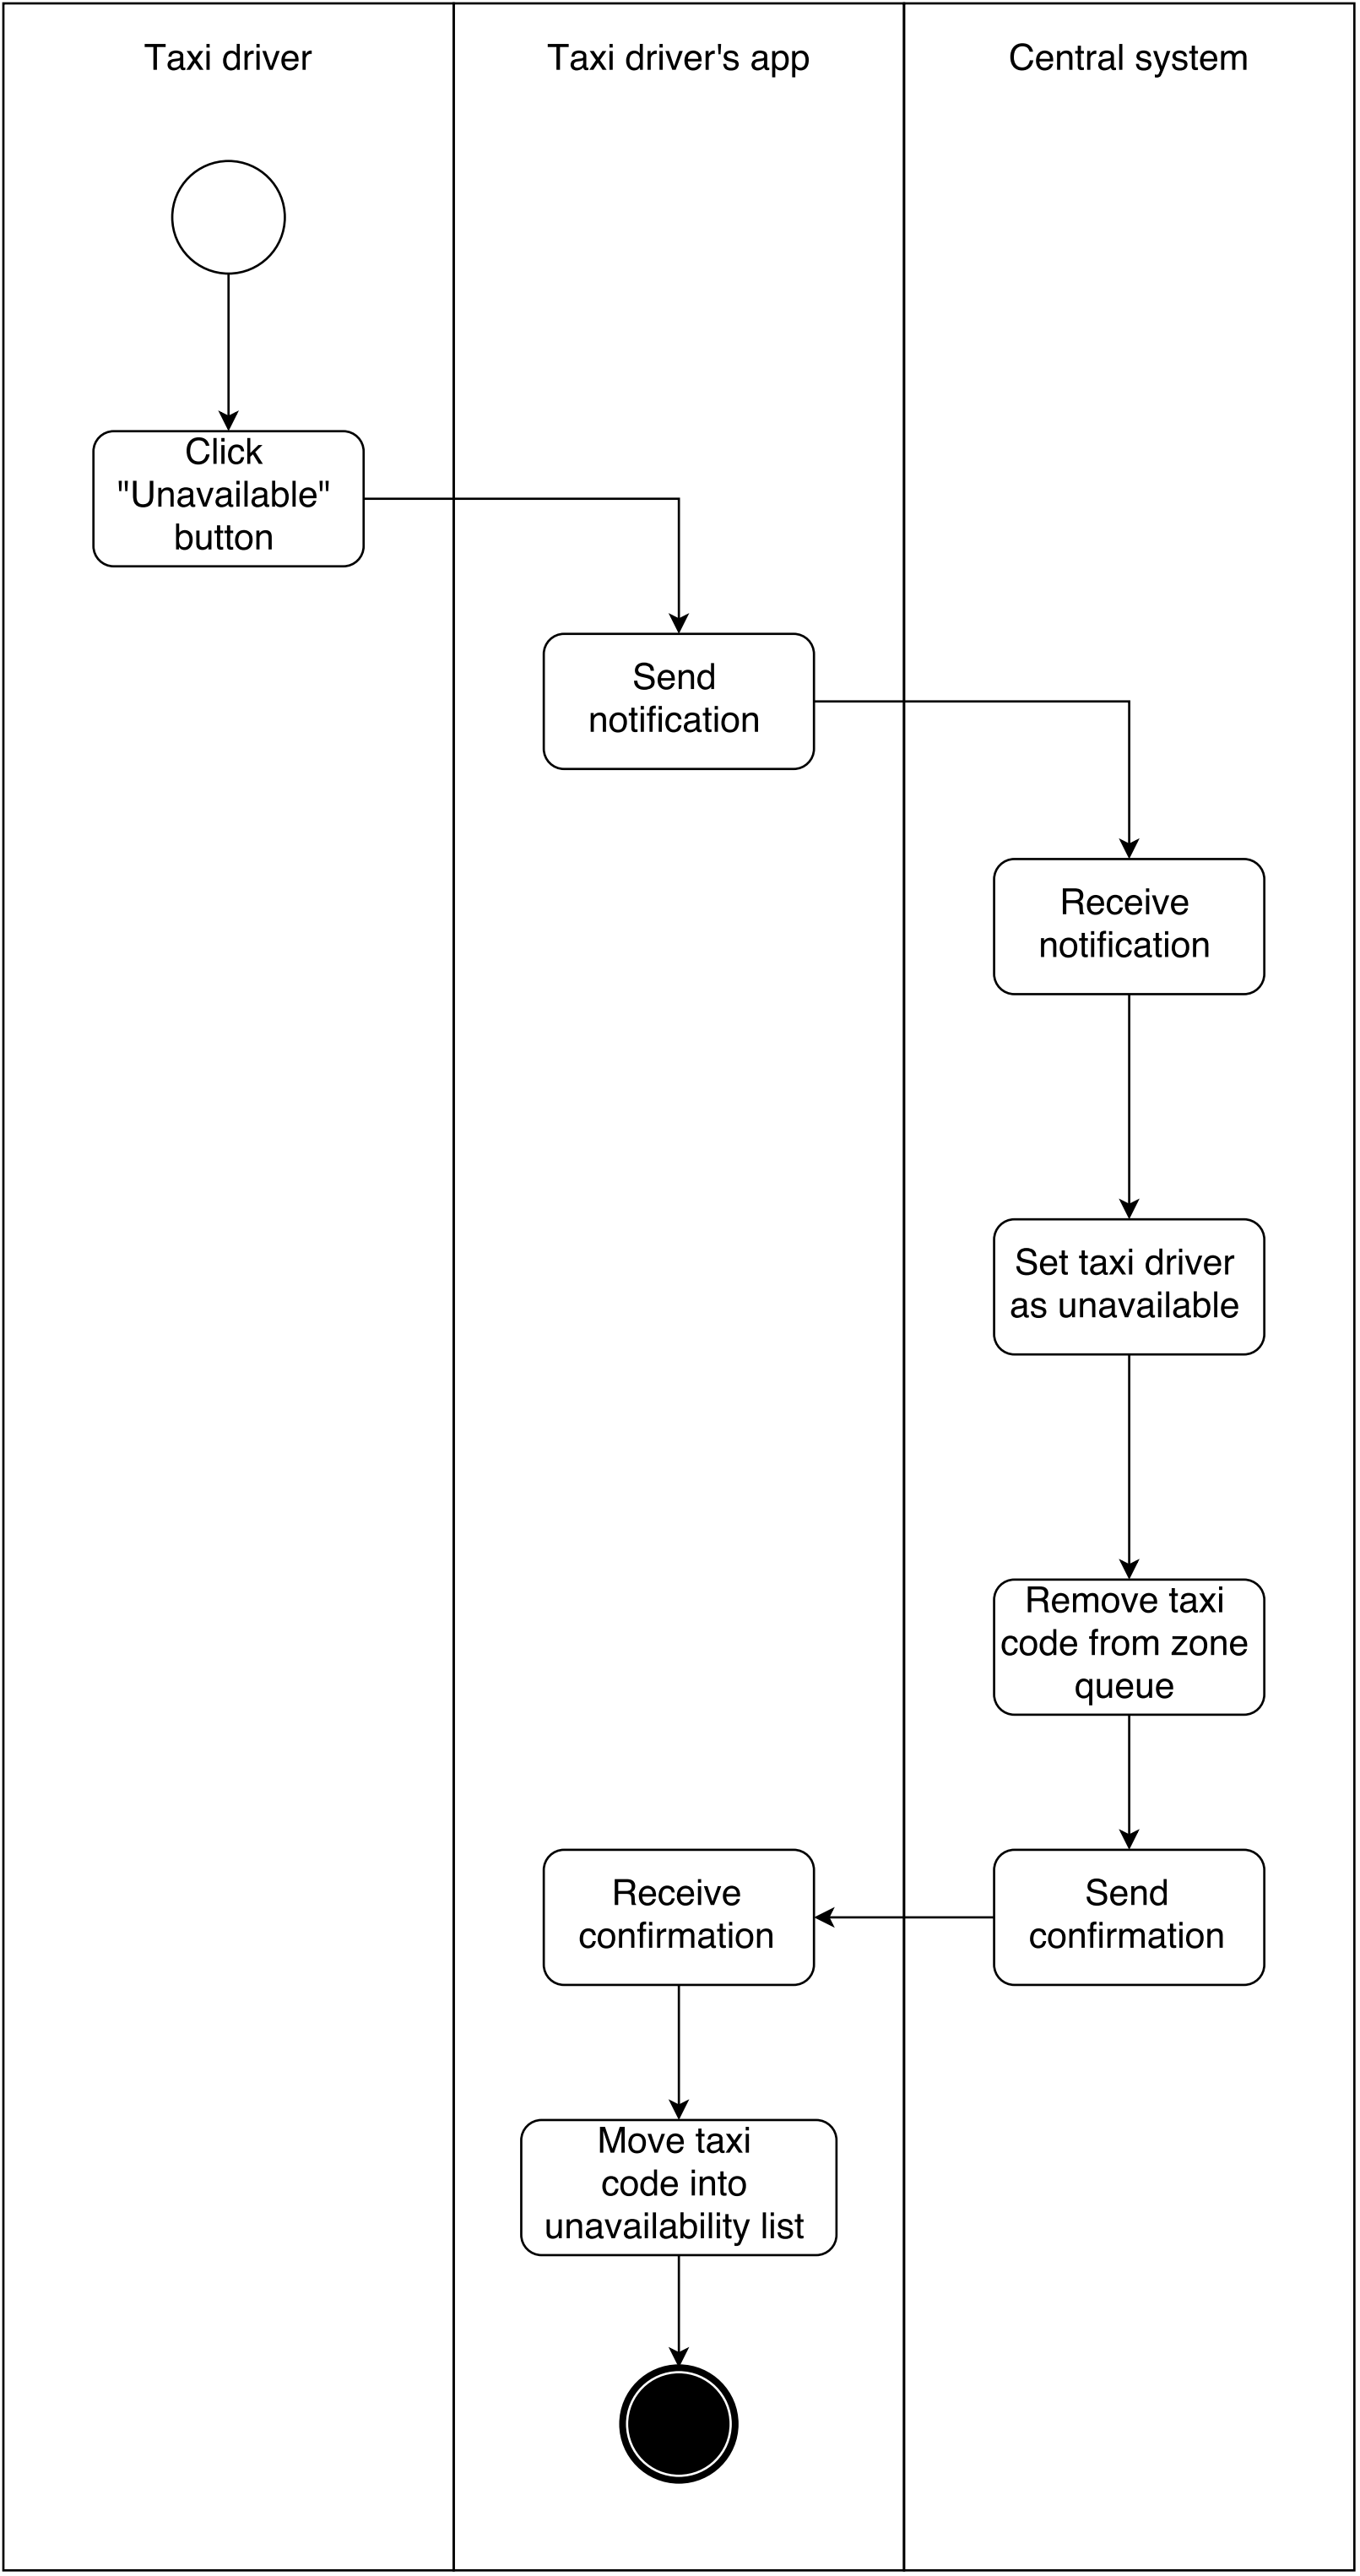 Taxi driver
Taxi driver's app
Central system
Click
"Unavailable"
button
Send
notification
Receive
notification
Set taxi driver
as unavailable
Remove taxi
code from zone
queue
Send
confirmation
Receive
confirmation
Move taxi
code into
unavailability list